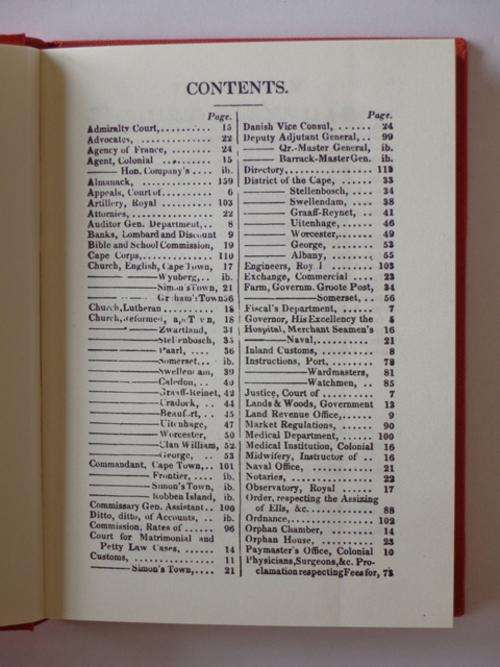 CONTENTS.
Page.
Admiralty Court,.......... 15
Advocates, ............... 22
Agency of France, ........ 24
Agent, Colonial .......... 15
——— Hon. Company's .... ib.
Almanack, ............... 159
Appeals, Court of ......... 6
Artillery, Royal ......... 103
Attornies, ............... 22
Auditor Gen. Department,.. 8
Banks, Lombard and Discount 9
Bible and School Commission, 19
Cape Corps, ............. 110
Church, English, Cape Town, 17
——— Wynberg, .. ib.
——— Simon's Town, 21
——— Graham's Town 56
Church, Lutheran .......... 18
Church, Reformed, Town, 18
——— Zwartland, 31
——— Stellenbosch, 35
——— Paarl, .... 36
——— Somerset, .. ib.
——— Swellendam, 39
——— Caledon, ..
——— Graaff-Reinet, 42
——— Cradock, .. 44
——— Beaufort, .. 45
——— Uitenhage, 47
——— Worcester, 50
——— Clan William, 52
——— George, .. 53
Commandant, Cape Town,.. 101
——— Frontier, .... ib.
——— Simon's Town, ib.
——— Robben Island, ib.
Commissary Gen. Assistant.. 100
Ditto, ditto, of Accounts, .. ib.
Commission, Rates of ...... 96
Court for Matrimonial and
Petty Law Cases, ...... 14
Customs, ................ 11
——— Simon's Town,.... 21
Page.
Danish Vice Consul, ...... 24
Deputy Adjutant General, .. 99
——— Qr.-Master General, ib.
——— Barrack-Master Gen. ib.
Directory, ................ 113
District of the Cape, ...... 33
——— Stellenbosch, .... 34
——— Swellendam, .... 38
——— Graaff-Reynet, .. 41
——— Uitenhage, ...... 46
——— Worcester,...... 49
——— George, ........ 53
——— Albany, ........ 55
Engineers, Royal .......... 103
Exchange, Commercial .... 23
Farm, Governm. Groote Post, 34
——— Somerset, .. 56
Fiscal's Department, ...... 7
Governor, His Excellency the 5
Hospital, Merchant Seamen's 16
——— Naval,.......... 21
Inland Customs, .......... 8
Instructions, Port, ........ 78
——— Wardmasters, 81
——— Watchmen, .. 85
Justice, Court of .......... 7
Lands & Woods, Government 13
Land Revenue Office,...... 9
Market Regulations, ...... 90
Medical Department, ...... 100
Medical Institution, Colonial 16
Midwifery, Instructor of .. 16
Naval Office, ............ 21
Notaries, ................ 22
Observatory, Royal ...... 17
Order, respecting the Assizing
of Ells, &c............. 88
Ordnance,................ 102
Orphan Chamber, ........ 14
Orphan House, .......... 23
Paymaster's Office, Colonial 10
Physicians, Surgeons, &c. Pro-
clamation respecting Fees for, 75